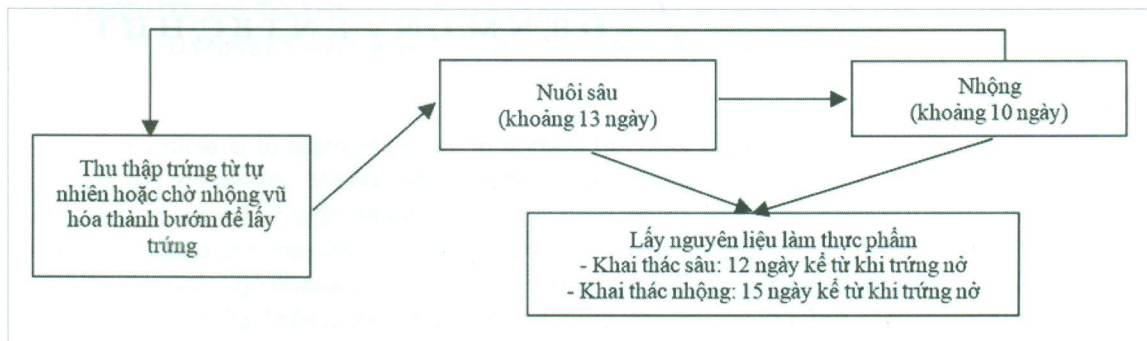 Nuôi sâu
(khoảng 13 ngày)
Nhộng
(khoảng 10 ngày)
Thu thập trứng từ tự
nhiên hoặc chờ nhộng vũ
hóa thành bướm để lấy
trứng
Lấy nguyên liệu làm thực phẩm
- Khai thác sâu: 12 ngày kể từ khi trứng nở
- Khai thác nhộng: 15 ngày kể từ khi trứng nở